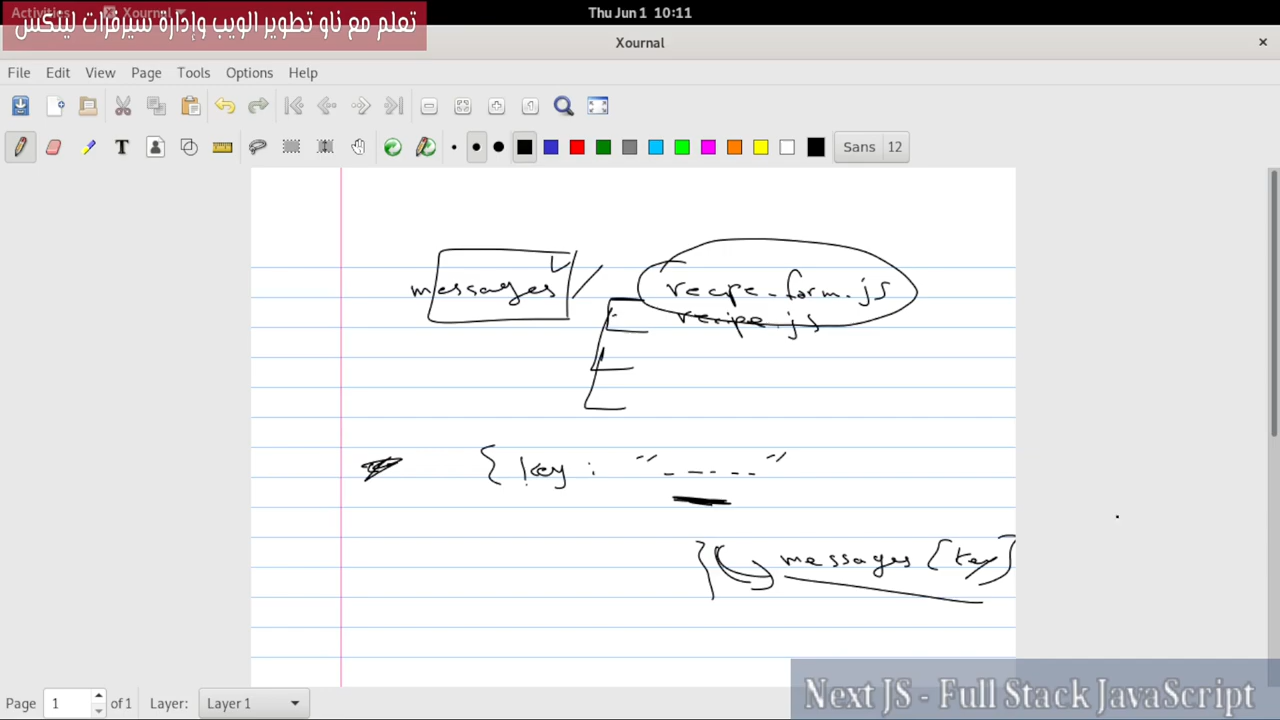 Activities Xournal Thu Jun 1 10:11
تعلم مع ناو تطوير الويب وإدارة سيرفرات لينكس
Xournal
File Edit View Page Tools Options Help
Sans 12
messages / recipe-form.js
recipe.js
{ key : "-----"
} messages [key]
Page 1 of 1 Layer: Layer 1
Next JS - Full Stack JavaScript